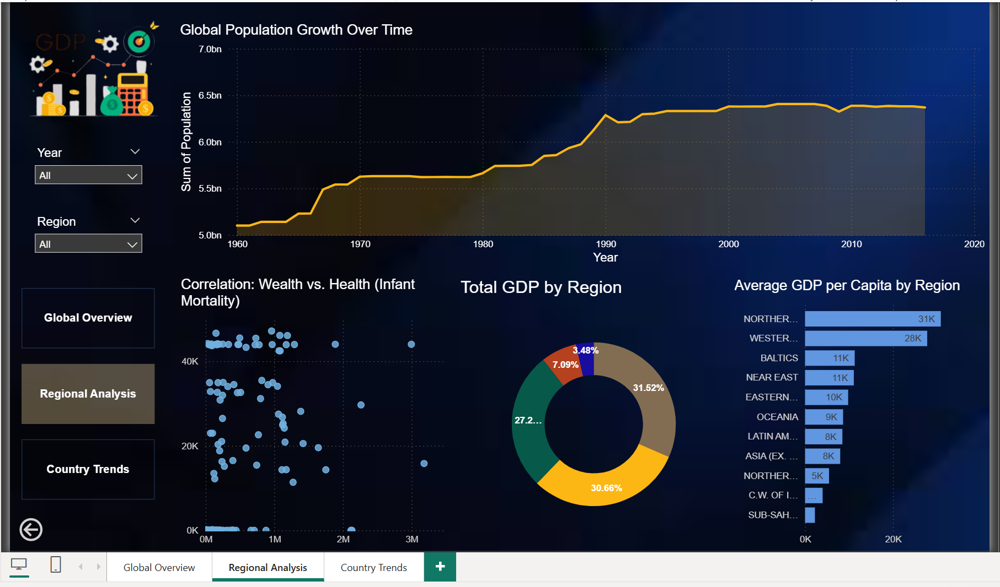 GDP
Global Population Growth Over Time
7.0bn
6.5bn
6.0bn
5.5bn
5.0bn
Sum of Population
1960
1970
1980
1990
2000
2010
2020
Year
Year
All
Region
All
Global Overview
Regional Analysis
Country Trends
Correlation: Wealth vs. Health (Infant
Mortality)
40K
20K
0K
0M
1M
2M
3M
Total GDP by Region
3.48%
7.09%
31.52%
27.2...
30.66%
Average GDP per Capita by Region
NORTHER... 31K
WESTER... 28K
BALTICS 11K
NEAR EAST 11K
EASTERN... 10K
OCEANIA 9K
LATIN AM... 8K
ASIA (EX. ... 8K
NORTHER... 5K
C.W. OF I... ...
SUB-SAH...
0K
20K
Global Overview
Regional Analysis
Country Trends
+